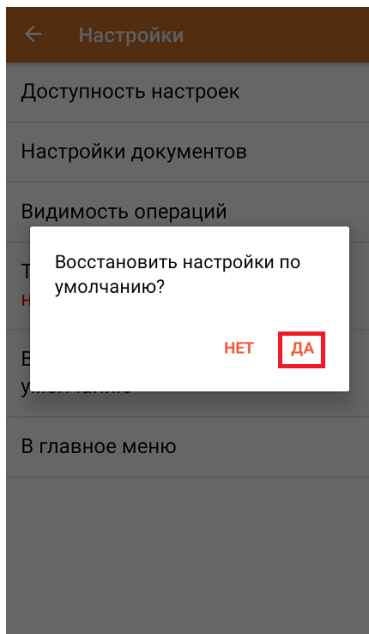 Настройки
Доступность настроек
Настройки документов
Видимость операций
Восстановить настройки по
умолчанию?
НЕТ ДА
В главное меню